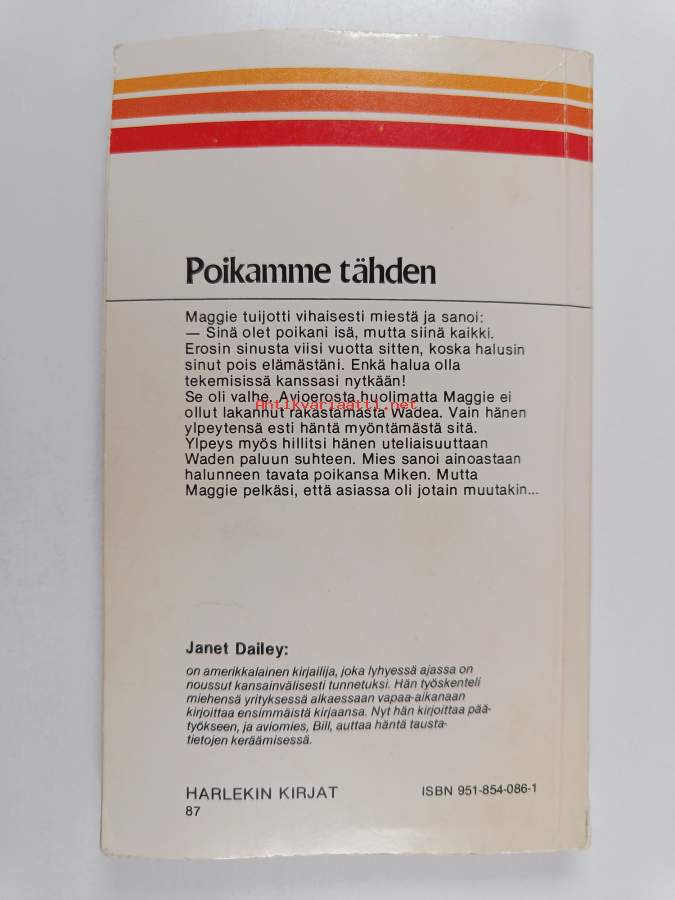 Poikamme tähden
Maggie tuijotti vihaisesti miestä ja sanoi:
— Sinä olet poikani isä, mutta siinä kaikki.
Erosin sinusta viisi vuotta sitten, koska halusin
sinut pois elämästäni. Enkä halua olla
tekemisissä kanssasi nytkään!
Se oli valhe. Avioerosta huolimatta Maggie ei
Antikvariaatti.net
ollut lakannut rakastamasta Wadea. Vain hänen
ylpeytensä esti häntä myöntämästä sitä.
Ylpeys myös hillitsi hänen uteliaisuuttaan
Waden paluun suhteen. Mies sanoi ainoastaan
halunneen tavata poikansa Miken. Mutta
Maggie pelkäsi, että asiassa oli jotain muutakin...
Janet Dailey:
on amerikkalainen kirjailija, joka lyhyessä ajassa on
noussut kansainvälisesti tunnetuksi. Hän työskenteli
miehensä yrityksessä alkaessaan vapaa-aikanaan
kirjoittaa ensimmäistä kirjaansa. Nyt hän kirjoittaa pää-
työkseen, ja aviomies, Bill, auttaa häntä tausta-
tietojen keräämisessä.
HARLEKIN KIRJAT
87
ISBN 951-854-086-1